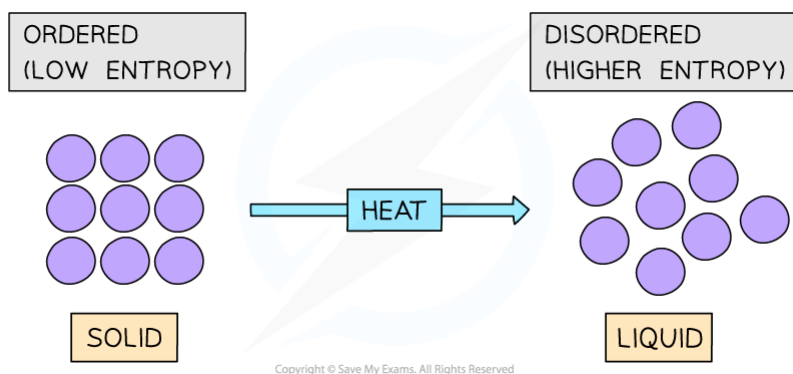 ORDERED
(LOW ENTROPY)
DISORDERED
(HIGHER ENTROPY)
HEAT
SOLID
LIQUID
Copyright © Save My Exams. All Rights Reserved